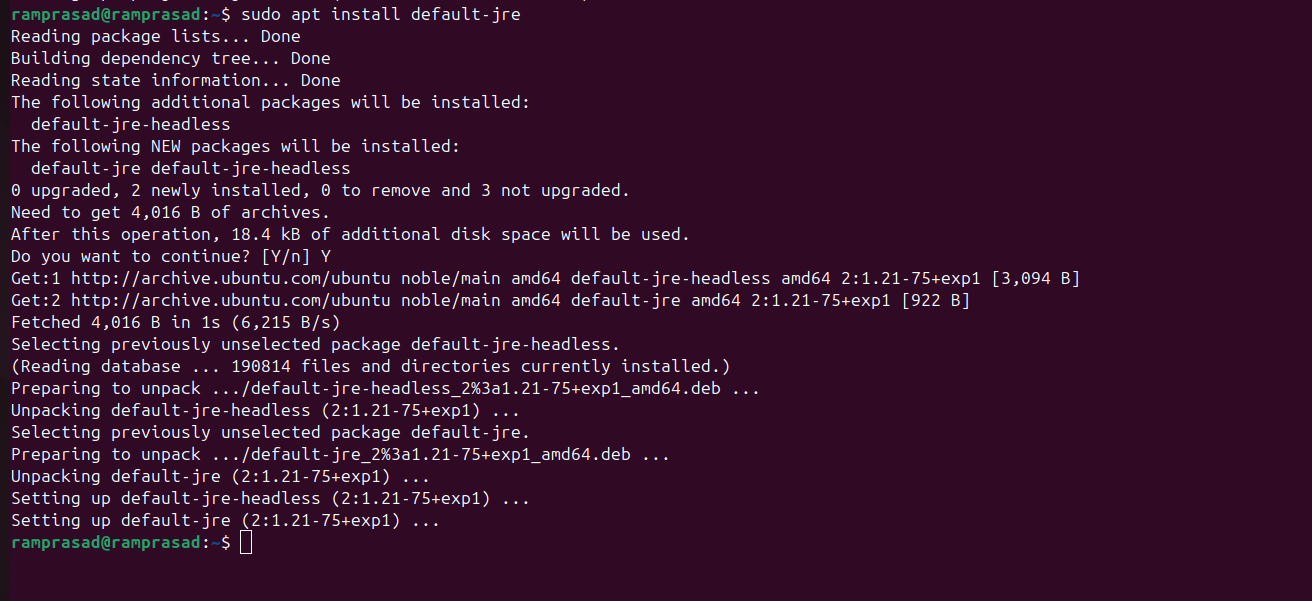 ramprasad@ramprasad:~$ sudo apt install default-jre
Reading package lists... Done
Building dependency tree... Done
Reading state information... Done
The following additional packages will be installed:
  default-jre-headless
The following NEW packages will be installed:
  default-jre default-jre-headless
0 upgraded, 2 newly installed, 0 to remove and 3 not upgraded.
Need to get 4,016 B of archives.
After this operation, 18.4 kB of additional disk space will be used.
Do you want to continue? [Y/n] Y
Get:1 http://archive.ubuntu.com/ubuntu noble/main amd64 default-jre-headless amd64 2:1.21-75+exp1 [3,094 B]
Get:2 http://archive.ubuntu.com/ubuntu noble/main amd64 default-jre amd64 2:1.21-75+exp1 [922 B]
Fetched 4,016 B in 1s (6,215 B/s)
Selecting previously unselected package default-jre-headless.
(Reading database ... 190814 files and directories currently installed.)
Preparing to unpack .../default-jre-headless_2%3a1.21-75+exp1_amd64.deb ...
Unpacking default-jre-headless (2:1.21-75+exp1) ...
Selecting previously unselected package default-jre.
Preparing to unpack .../default-jre_2%3a1.21-75+exp1_amd64.deb ...
Unpacking default-jre (2:1.21-75+exp1) ...
Setting up default-jre-headless (2:1.21-75+exp1) ...
Setting up default-jre (2:1.21-75+exp1) ...
ramprasad@ramprasad:~$